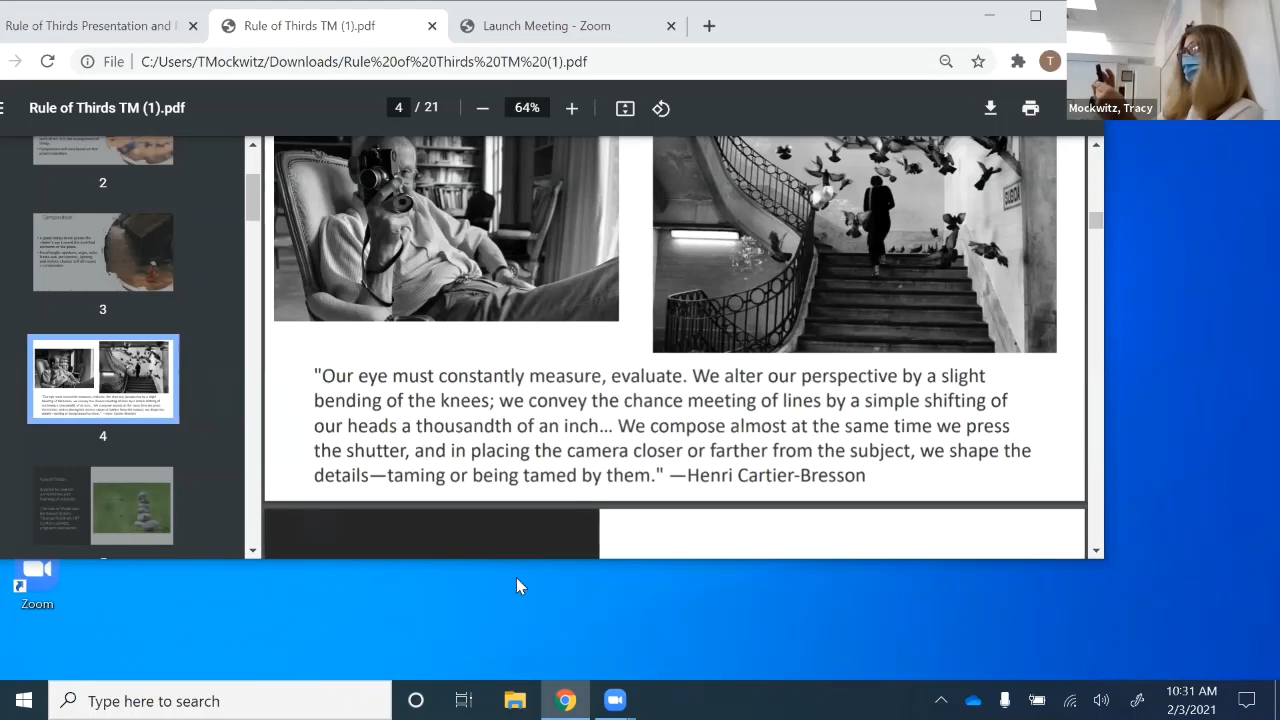 Rule of Thirds Presentation and
Rule of Thirds TM (1).pdf
Launch Meeting - Zoom
File
C:/Users/TMockwitz/Downloads/Rule%20of%20Thirds%20TM%20(1).pdf
T
Mockwitz, Tracy
Rule of Thirds TM (1).pdf
4 / 21
64%
2
Composition
3
4
"Our eye must constantly measure, evaluate. We alter our perspective by a slight
bending of the knees; we convey the chance meeting of lines by a simple shifting of
our heads a thousandth of an inch... We compose almost at the same time we press
the shutter, and in placing the camera closer or farther from the subject, we shape the
details—taming or being tamed by them." —Henri Cartier-Bresson
Zoom
Type here to search
10:31 AM
2/3/2021